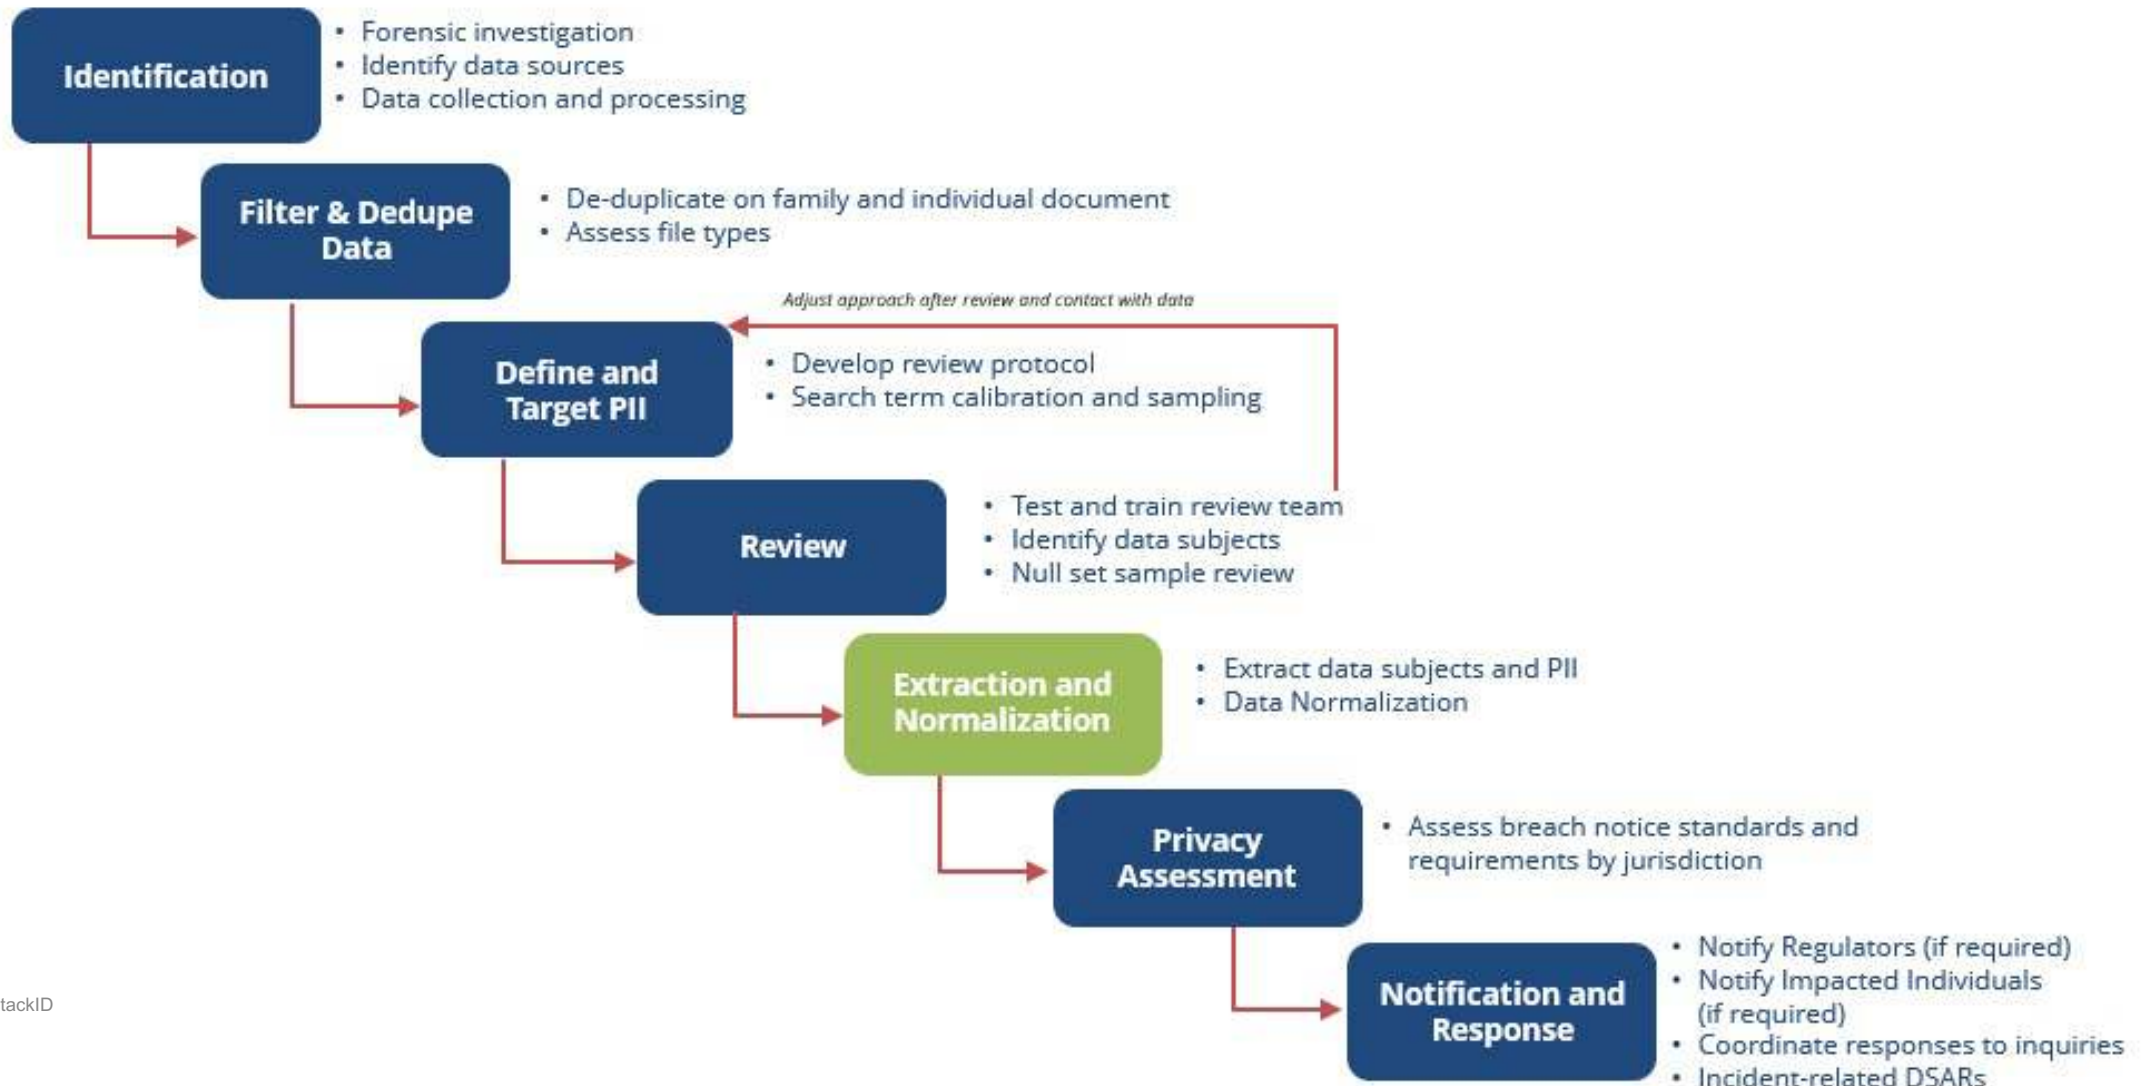 Identification
• Forensic investigation
• Identify data sources
• Data collection and processing
Filter & Dedupe
Data
• De-duplicate on family and individual document
• Assess file types
Adjust approach after review and contact with data
Define and
Target PII
• Develop review protocol
• Search term calibration and sampling
Review
• Test and train review team
• Identify data subjects
• Null set sample review
Extraction and
Normalization
• Extract data subjects and PII
• Data Normalization
Privacy
Assessment
• Assess breach notice standards and
requirements by jurisdiction
Notification and
Response
• Notify Regulators (if required)
• Notify Impacted Individuals
(if required)
• Coordinate responses to inquiries
• Incident-related DSARs
tackID